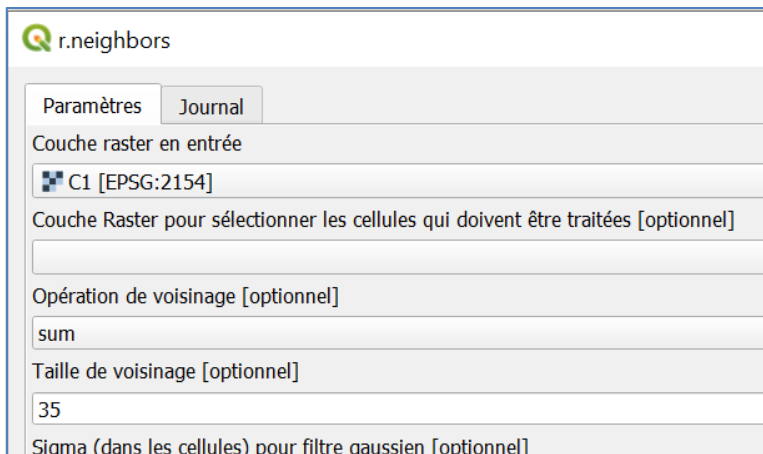 r.neighbors
Paramètres Journal
Couche raster en entrée
C1 [EPSG:2154]
Couche Raster pour sélectionner les cellules qui doivent être traitées [optionnel]
Opération de voisinage [optionnel]
sum
Taille de voisinage [optionnel]
35
Sigma (dans les cellules) pour filtre gaussien [optionnel]